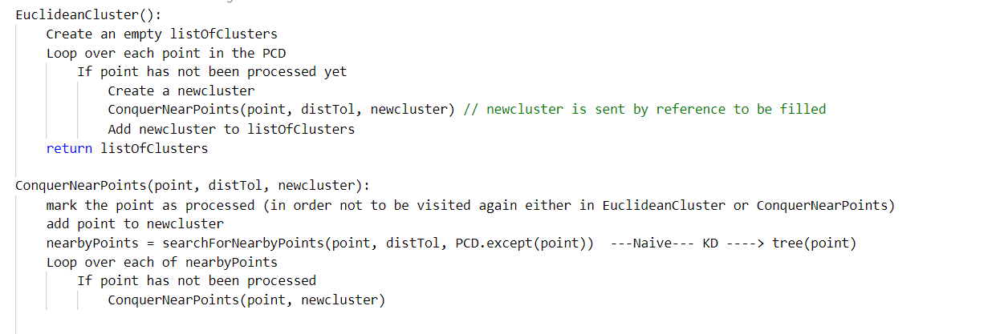 EuclideanCluster():
Create an empty listOfClusters
Loop over each point in the PCD
If point has not been processed yet
Create a newcluster
ConquerNearPoints(point, distTol, newcluster) // newcluster is sent by reference to be filled
Add newcluster to listOfClusters
return listOfClusters
ConquerNearPoints(point, distTol, newcluster):
mark the point as processed (in order not to be visited again either in EuclideanCluster or ConquerNearPoints)
add point to newcluster
nearbyPoints = searchForNearbyPoints(point, distTol, PCD.except(point))  ---Naive--- KD ----> tree(point)
Loop over each of nearbyPoints
If point has not been processed
ConquerNearPoints(point, newcluster)